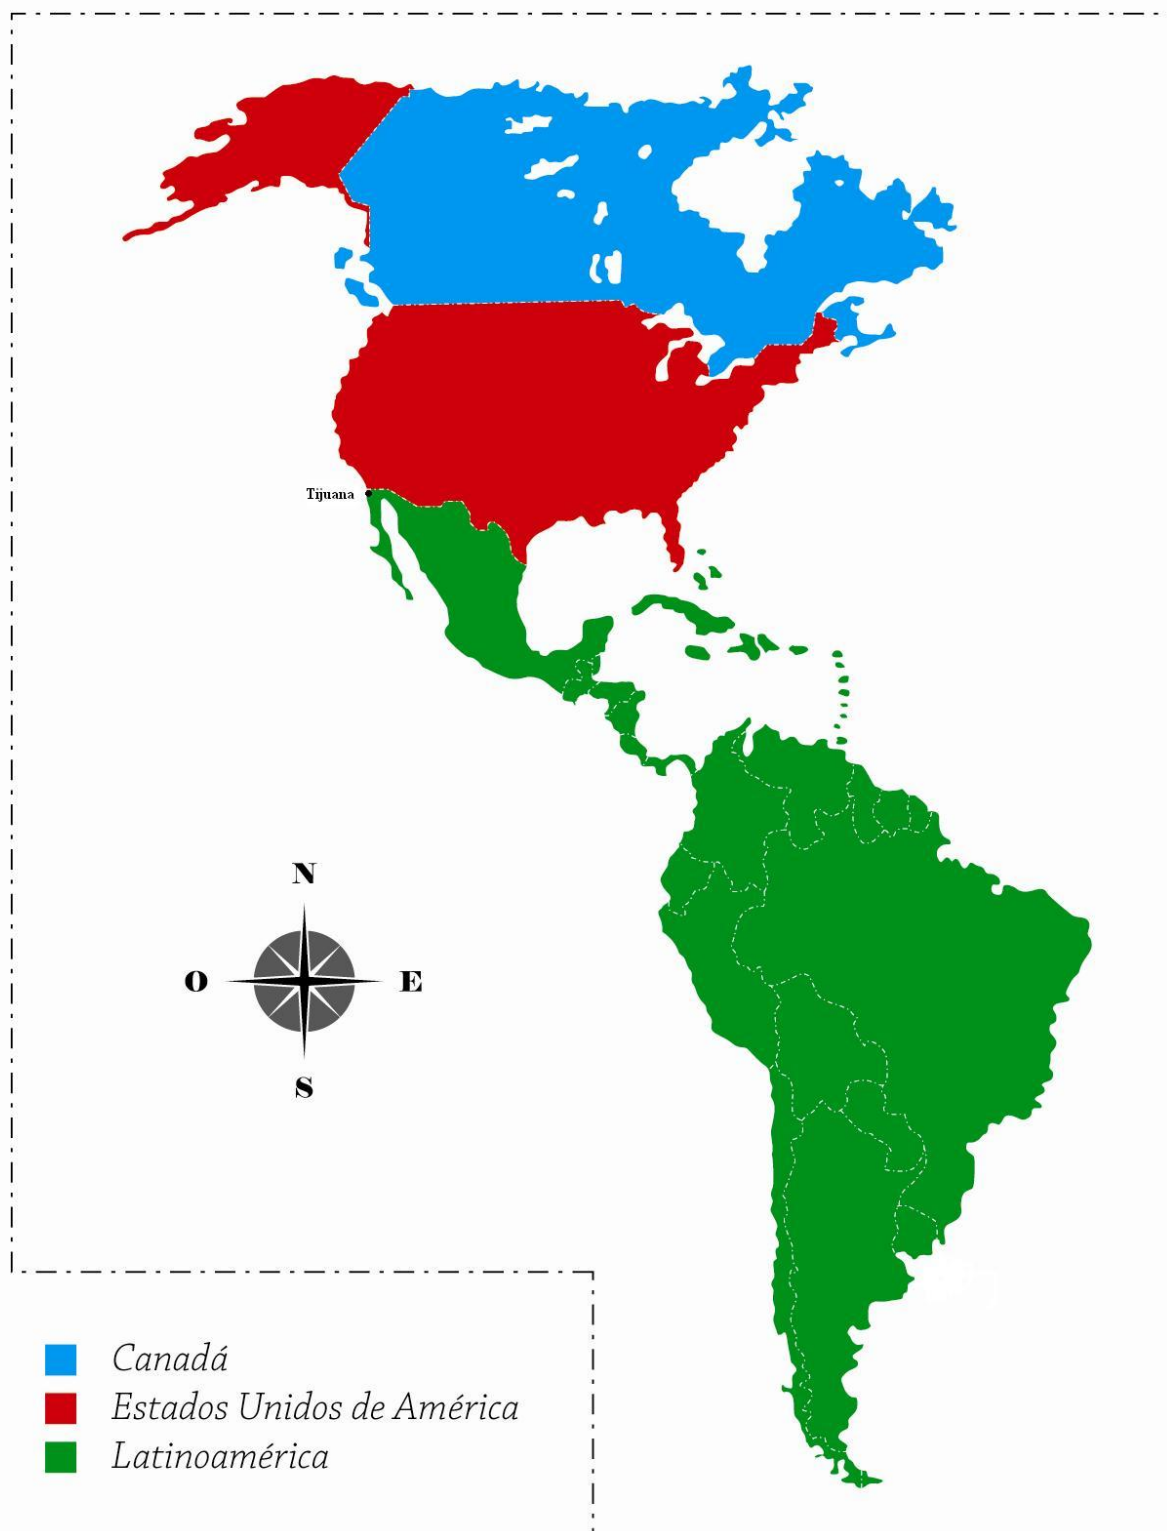 Tijuana
N
O E
S
Canadá
Estados Unidos de América
Latinoamérica